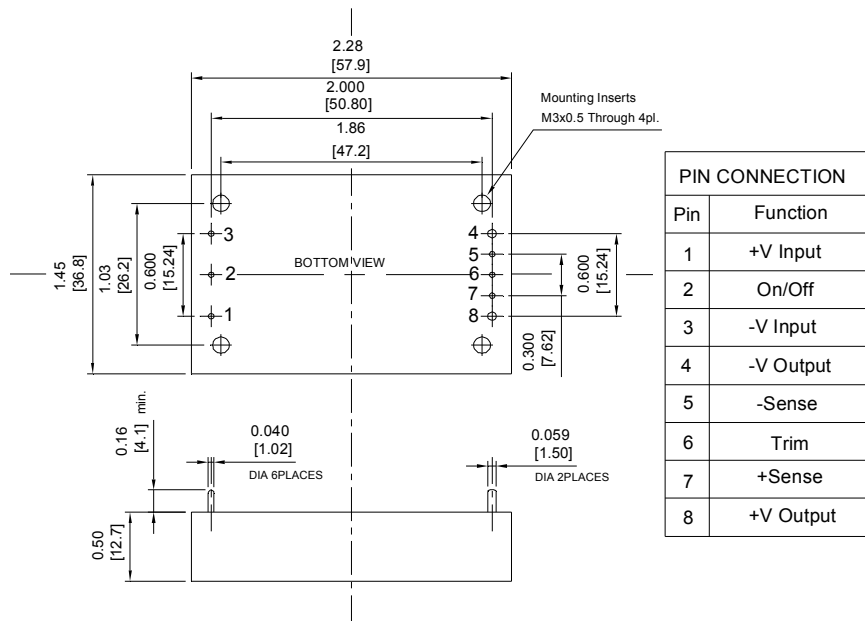 2.28
[57.9]
2.000
[50.80]
1.86
[47.2]
Mounting Inserts
M3x0.5 Through 4pl.
1.45
[36.8]
1.03
[26.2]
0.600
[15.24]
3
2
1
BOTTOM VIEW
4
5
6
7
8
0.600
[15.24]
0.300
[7.62]
PIN CONNECTION
Pin Function
1 +V Input
2 On/Off
3 -V Input
4 -V Output
5 -Sense
6 Trim
7 +Sense
8 +V Output
0.16
[4.1]
min.
0.040
[1.02]
DIA 6PLACES
0.059
[1.50]
DIA 2PLACES
0.50
[12.7]